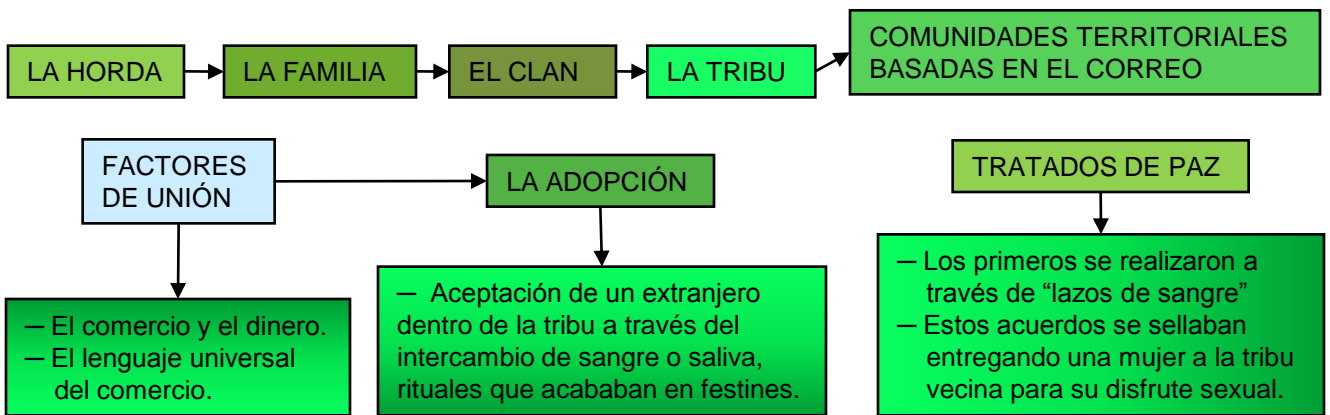 LA HORDA
LA FAMILIA
EL CLAN
LA TRIBU
COMUNIDADES TERRITORIALES
BASADAS EN EL CORREO
FACTORES
DE UNIÓN
LA ADOPCIÓN
TRATADOS DE PAZ
─ El comercio y el dinero.
─ El lenguaje universal
del comercio.
─ Aceptación de un extranjero
dentro de la tribu a través del
intercambio de sangre o saliva,
rituales que acababan en festines.
─ Los primeros se realizaron a
través de “lazos de sangre”
─ Estos acuerdos se sellaban
entregando una mujer a la tribu
vecina para su disfrute sexual.